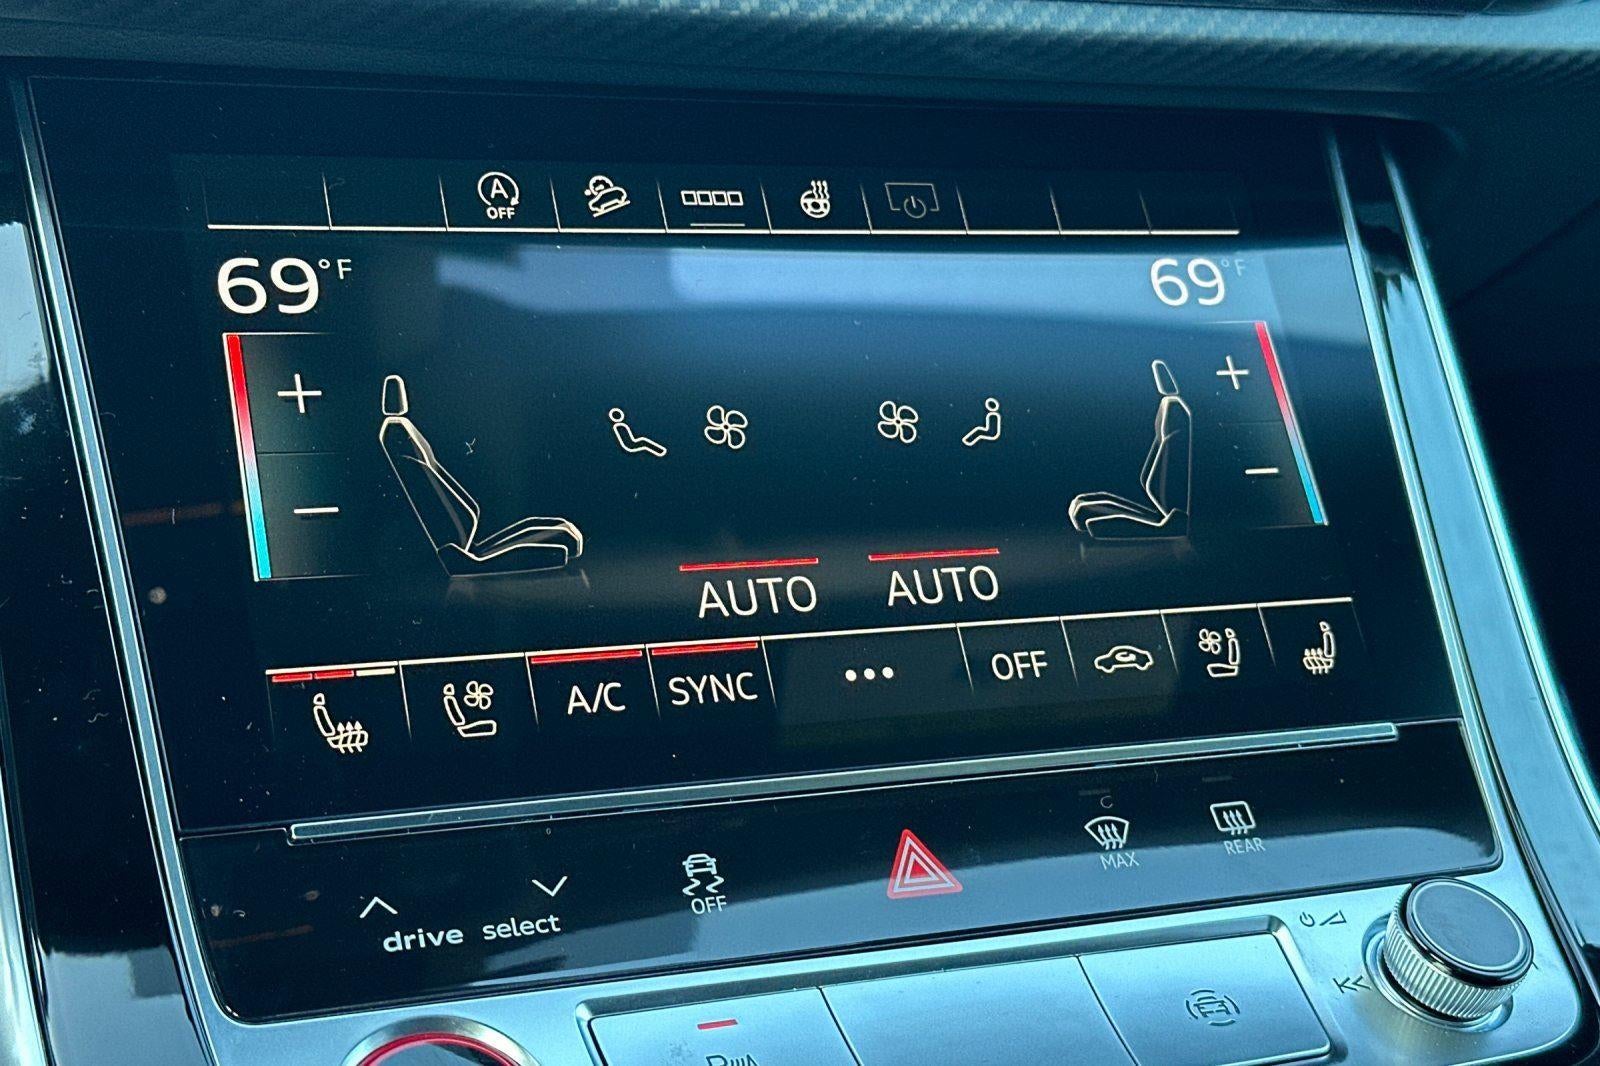 A
OFF
69°F
69°F
+
+
−
−
AUTO
AUTO
A/C
SYNC
•••
OFF
drive select
OFF
MAX
REAR
P